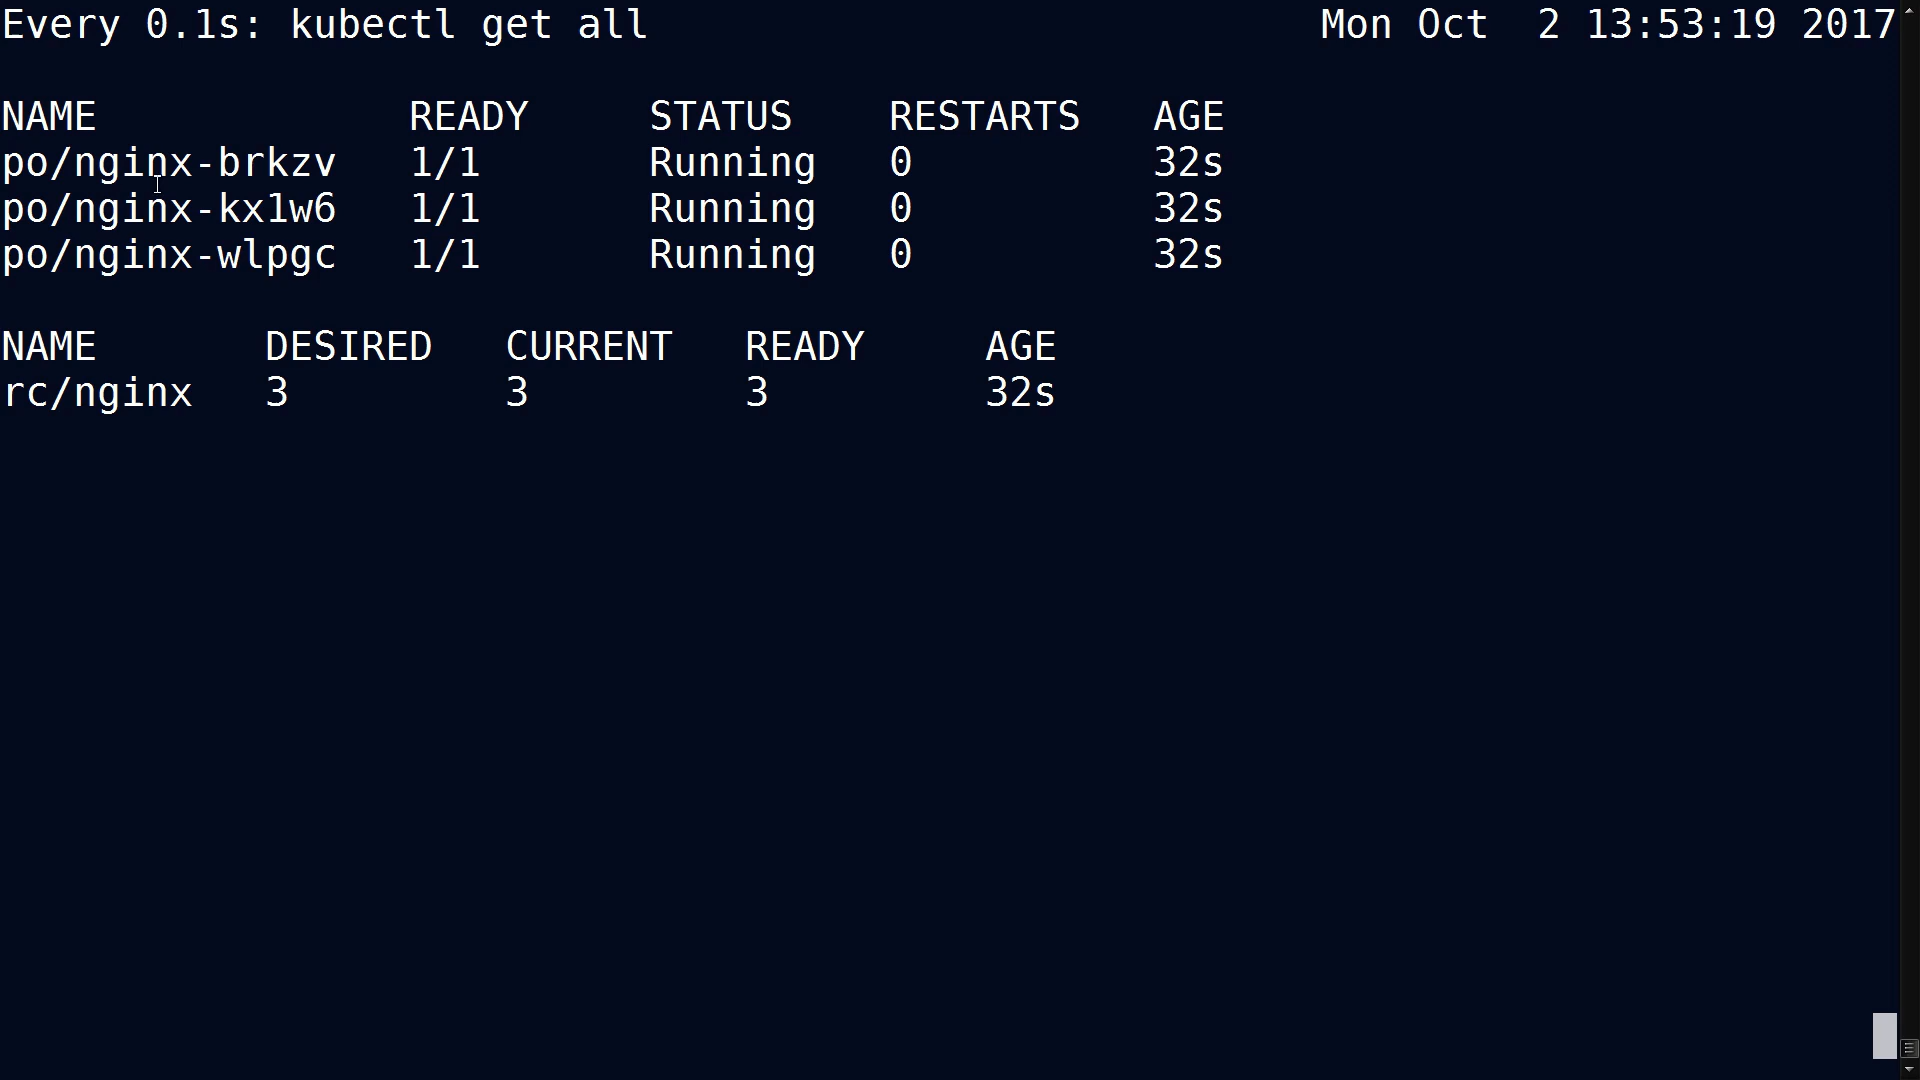 Every 0.1s: kubectl get all Mon Oct  2 13:53:19 2017
NAME READY STATUS RESTARTS AGE
po/nginx-brkzv 1/1 Running 0 32s
po/nginx-kx1w6 1/1 Running 0 32s
po/nginx-wlpgc 1/1 Running 0 32s
NAME DESIRED CURRENT READY AGE
rc/nginx 3 3 3 32s